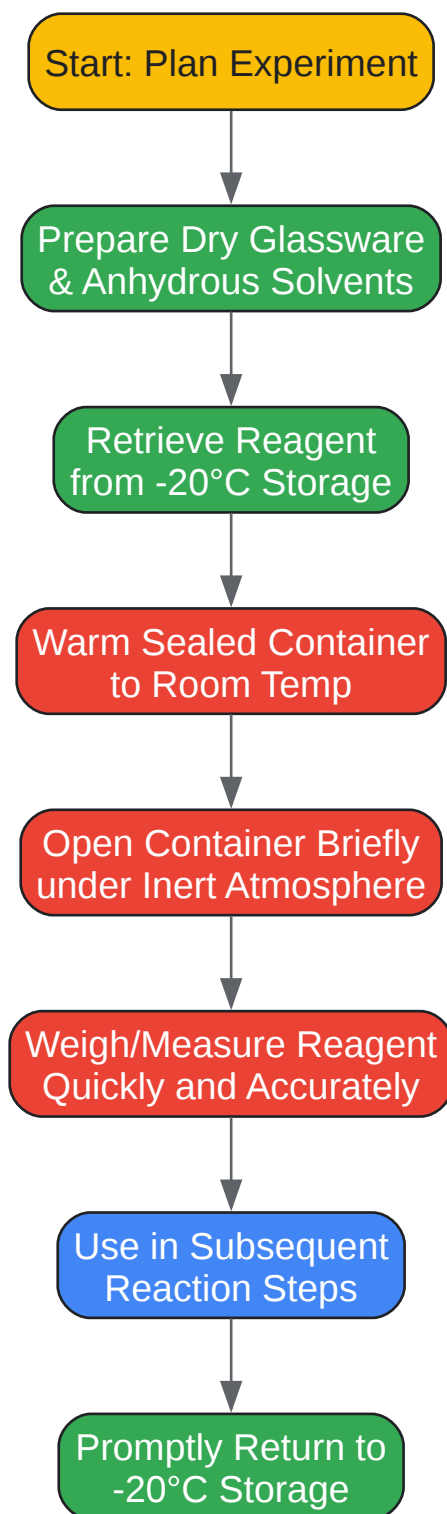 Start: Plan Experiment
Prepare Dry Glassware
& Anhydrous Solvents
Retrieve Reagent
from -20°C Storage
Warm Sealed Container
to Room Temp
Open Container Briefly
under Inert Atmosphere
Weigh/Measure Reagent
Quickly and Accurately
Use in Subsequent
Reaction Steps
Promptly Return to
-20°C Storage